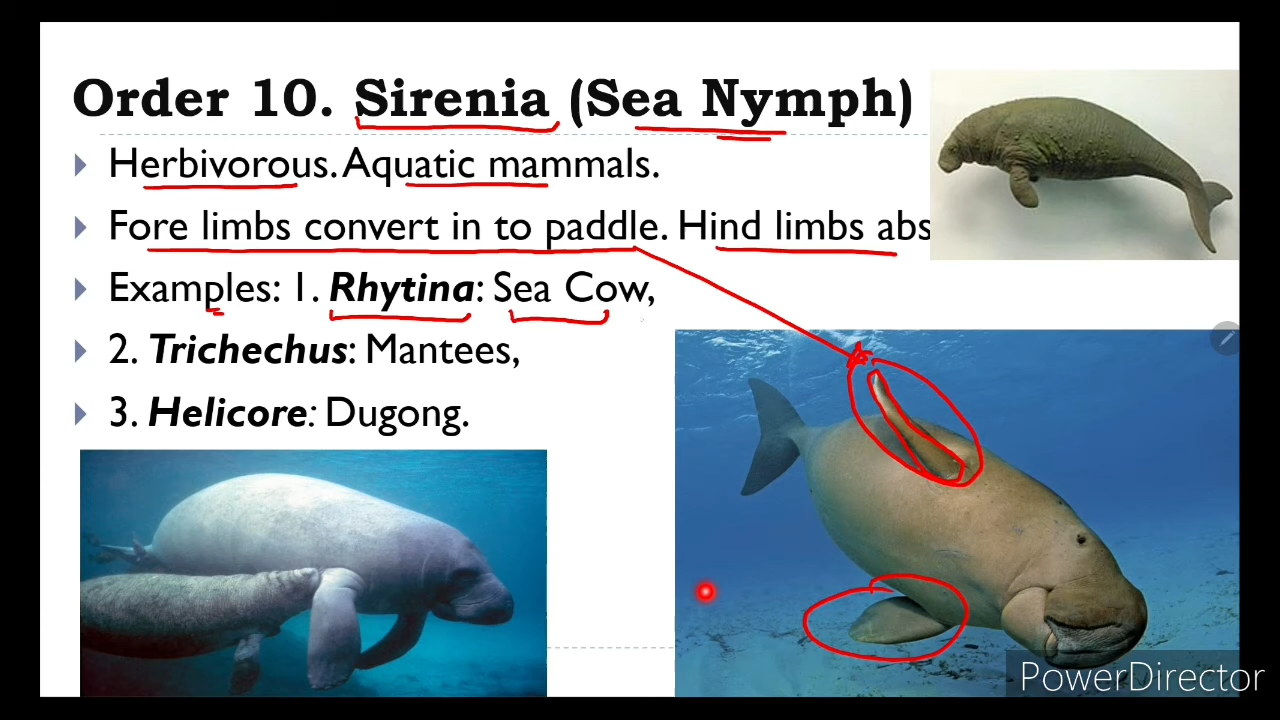 Order 10. Sirenia (Sea Nymph)
Herbivorous. Aquatic mammals.
Fore limbs convert in to paddle. Hind limbs abs
Examples: 1. Rhytina: Sea Cow,
2. Trichechus: Mantees,
3. Helicore: Dugong.
PowerDirector